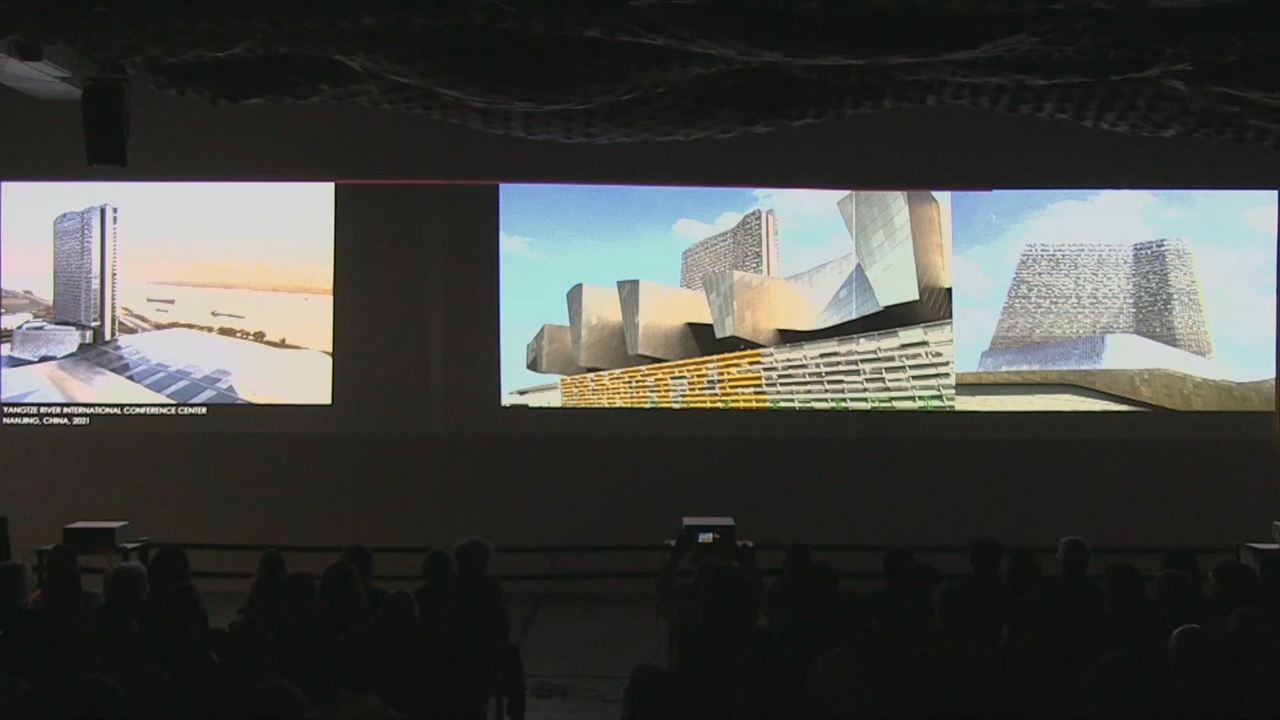 YANGTZE RIVER INTERNATIONAL CONFERENCE CENTER
NANJING, CHINA, 2021